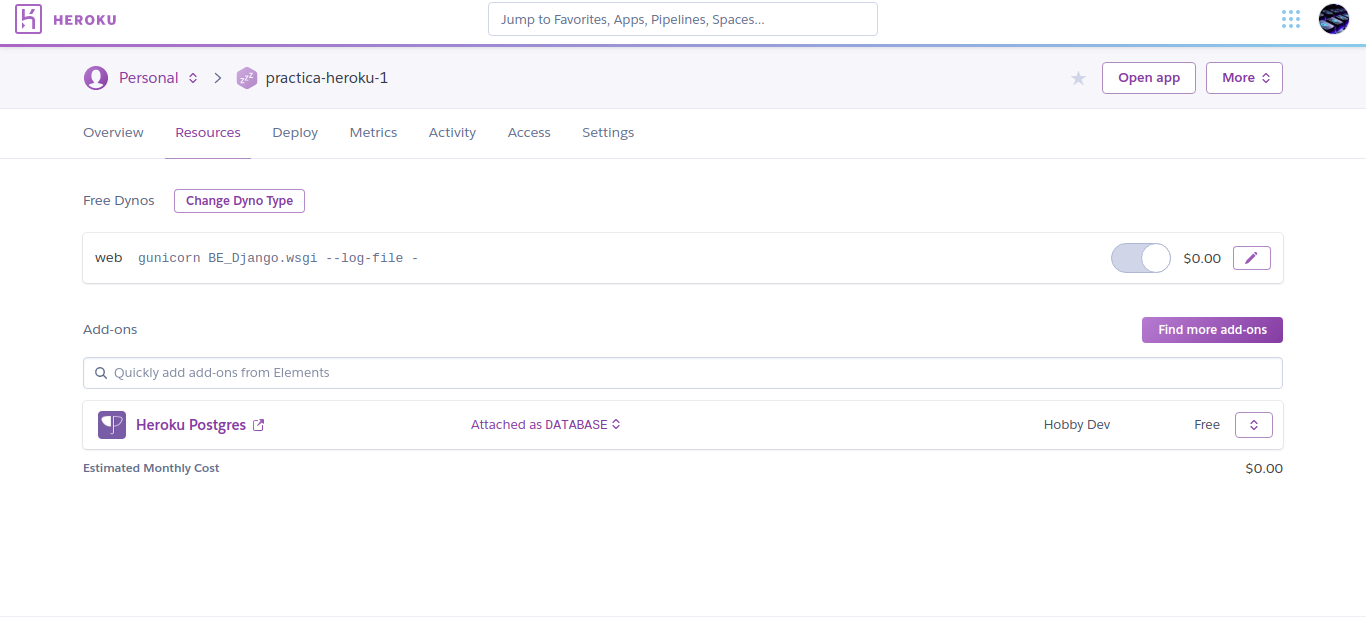 HEROKU
Jump to Favorites, Apps, Pipelines, Spaces...
Personal
zzz
practica-heroku-1
Open app
More
Overview
Resources
Deploy
Metrics
Activity
Access
Settings
Free Dynos
Change Dyno Type
web gunicorn BE_Django.wsgi --log-file -
$0.00
Add-ons
Find more add-ons
Quickly add add-ons from Elements
Heroku Postgres
Attached as DATABASE
Hobby Dev
Free
Estimated Monthly Cost
$0.00